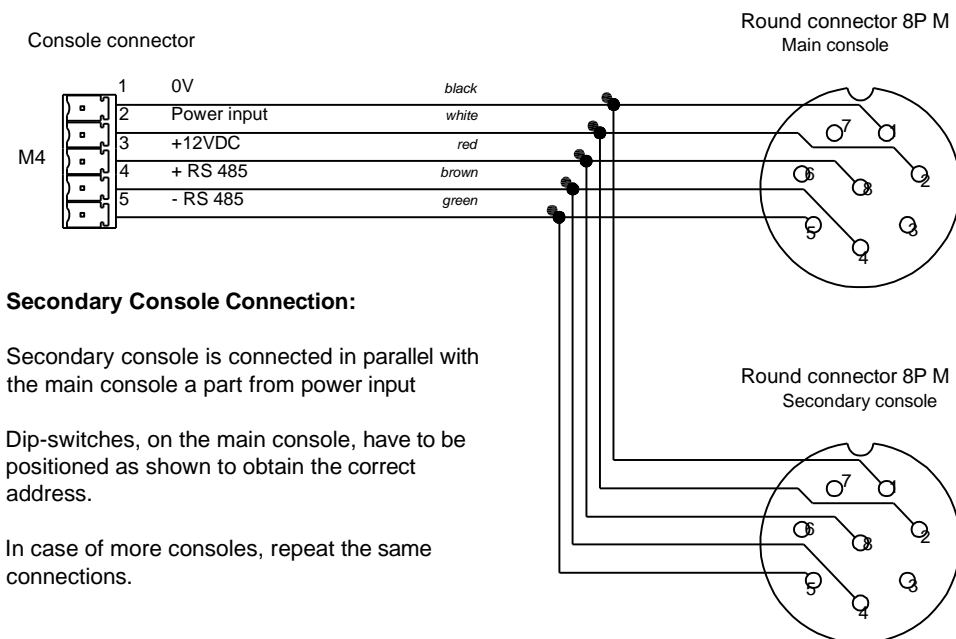 Round connector 8P M
Main console
Console connector
M4
1 0V black
2 Power input white
3 +12VDC red
4 + RS 485 brown
5 - RS 485 green
7 1
6 8 2
5 3
4
Secondary Console Connection:
Secondary console is connected in parallel with
the main console a part from power input
Dip-switches, on the main console, have to be
positioned as shown to obtain the correct
address.
In case of more consoles, repeat the same
connections.
Round connector 8P M
Secondary console
7 1
6 8 2
5 3
4